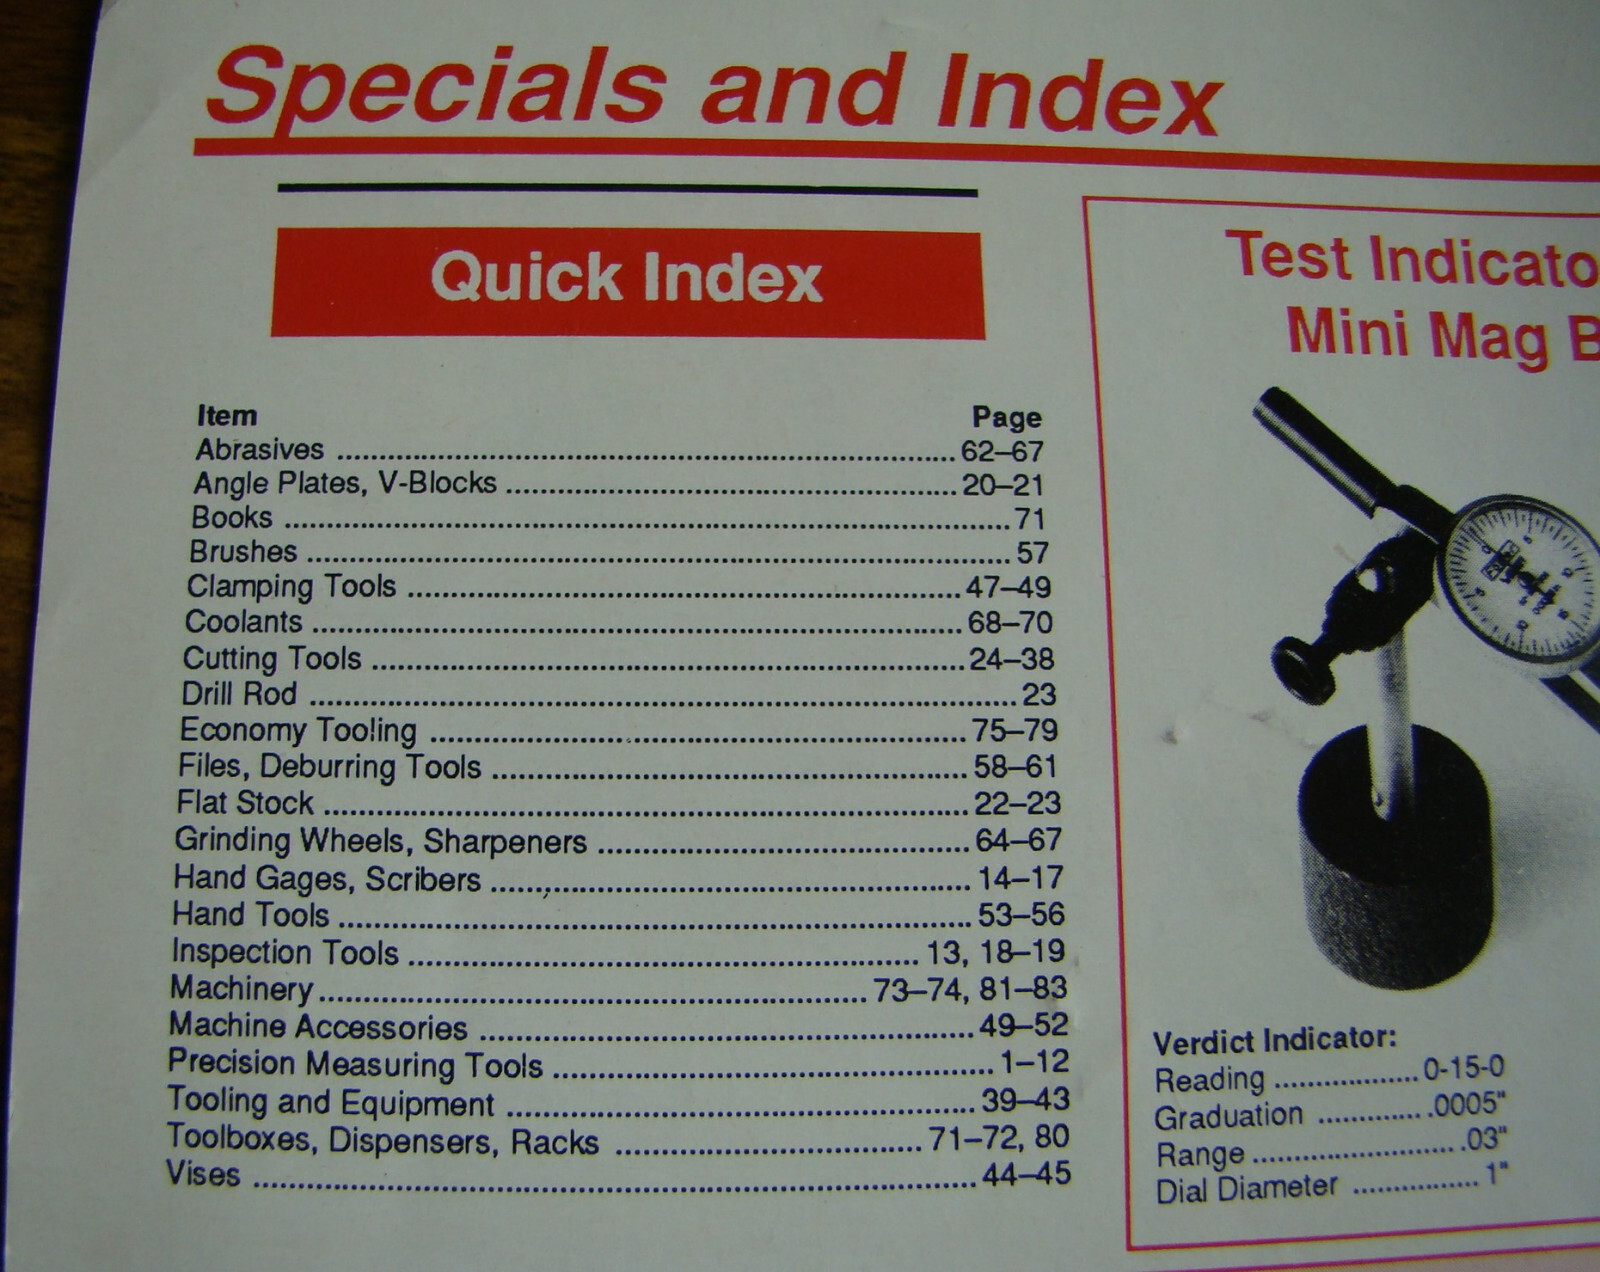 Specials and Index
Quick Index
Item Page
Abrasives ........ 62–67
Angle Plates, V-Blocks ........ 20–21
Books ........ 71
Brushes ........ 57
Clamping Tools ........ 47–49
Coolants ........ 68–70
Cutting Tools ........ 24–38
Drill Rod ........ 23
Economy Tooling ........ 75–79
Files, Deburring Tools ........ 58–61
Flat Stock ........ 22–23
Grinding Wheels, Sharpeners ........ 64–67
Hand Gages, Scribers ........ 14–17
Hand Tools ........ 53–56
Inspection Tools ........ 13, 18–19
Machinery ........ 73–74, 81–83
Machine Accessories ........ 49–52
Precision Measuring Tools ........ 1–12
Tooling and Equipment ........ 39–43
Toolboxes, Dispensers, Racks ........ 71–72, 80
Vises ........ 44–45
Test Indicato
Mini Mag B
Verdict Indicator:
Reading ........ 0-15-0
Graduation ........ .0005"
Range ........ .03"
Dial Diameter ........ 1"